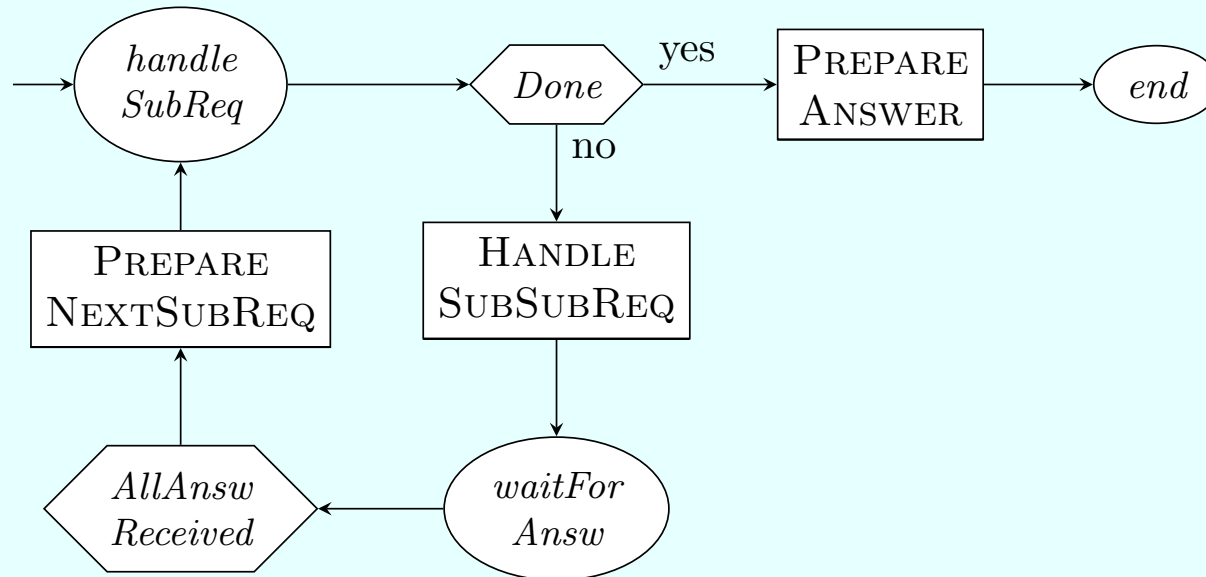 handle
SubReq
Done
yes
PREPARE
ANSWER
end
no
PREPARE
NEXTSUBREQ
HANDLE
SUBSUBREQ
AllAnsw
Received
waitFor
Answ